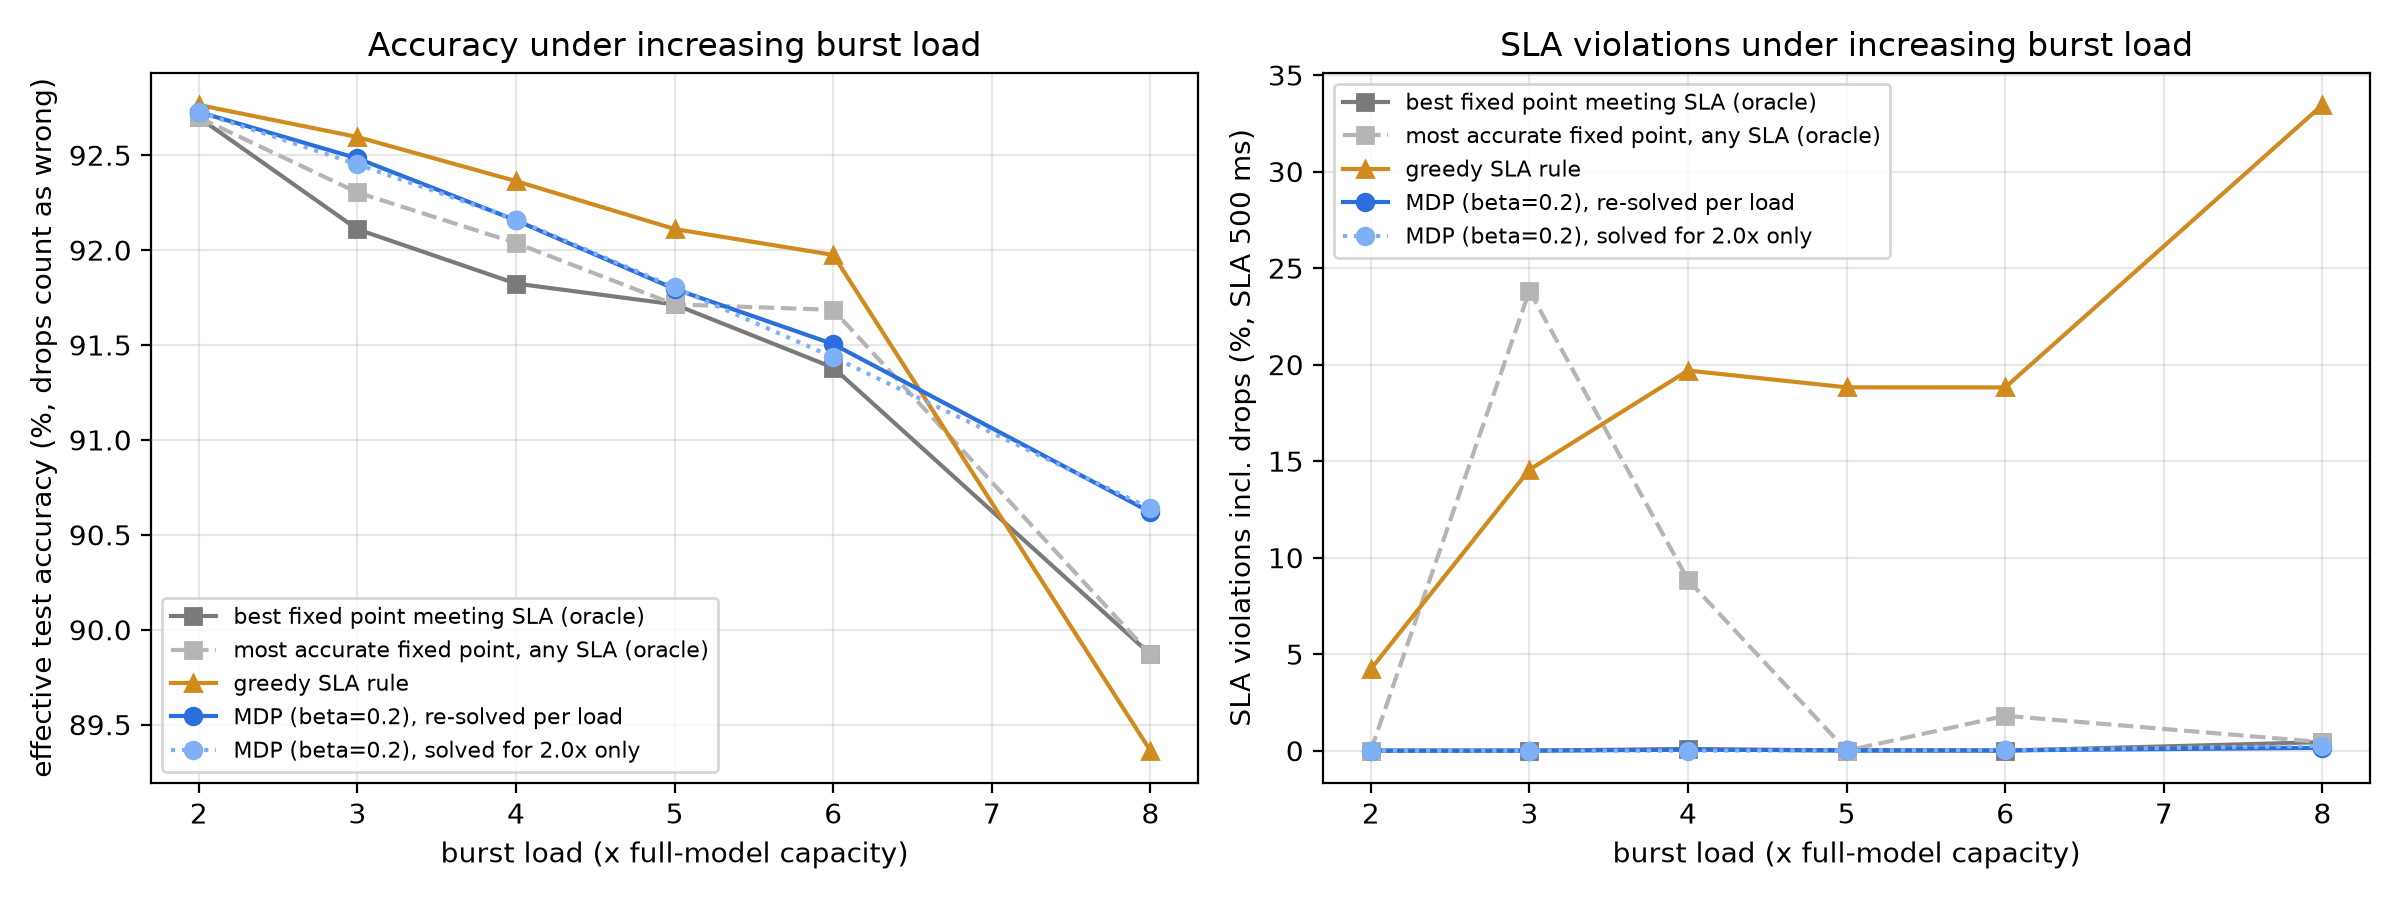 Accuracy under increasing burst load
effective test accuracy (%, drops count as wrong)
92.5
92.0
91.5
91.0
90.5
90.0
89.5
best fixed point meeting SLA (oracle)
most accurate fixed point, any SLA (oracle)
greedy SLA rule
MDP (beta=0.2), re-solved per load
MDP (beta=0.2), solved for 2.0x only
2 3 4 5 6 7 8
burst load (x full-model capacity)
SLA violations under increasing burst load
SLA violations incl. drops (%, SLA 500 ms)
35
30
25
20
15
10
5
0
best fixed point meeting SLA (oracle)
most accurate fixed point, any SLA (oracle)
greedy SLA rule
MDP (beta=0.2), re-solved per load
MDP (beta=0.2), solved for 2.0x only
2 3 4 5 6 7 8
burst load (x full-model capacity)